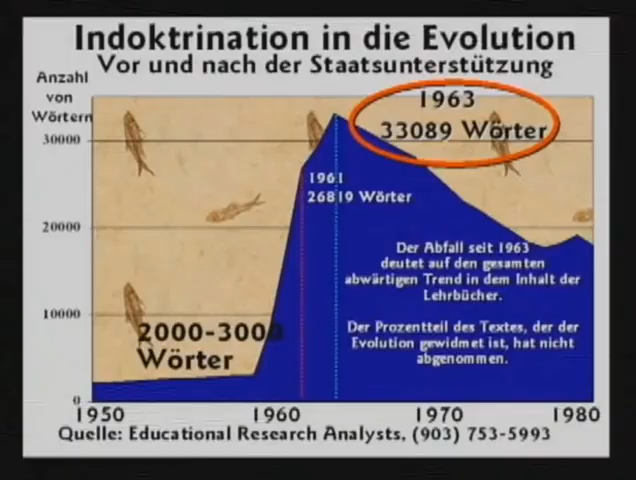 Indoktrination in die Evolution
Vor und nach der Staatsunterstützung
Anzahl
von
Wörtern
30000
20000
10000
0
1963
33089 Wörter
1961
26819 Wörter
Der Abfall seit 1963
deutet auf den gesamten
abwärtigen Trend in dem Inhalt der
Lehrbücher.
Der Prozentteil des Textes, der der
Evolution gewidmet ist, hat nicht
abgenommen.
2000-3000
Wörter
1950 1960 1970 1980
Quelle: Educational Research Analysts, (903) 753-5993